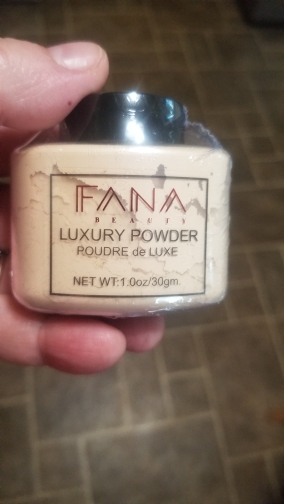 FANA
BEAUTY
LUXURY POWDER
POUDRE de LUXE
NET WT:1.0oz/30gm